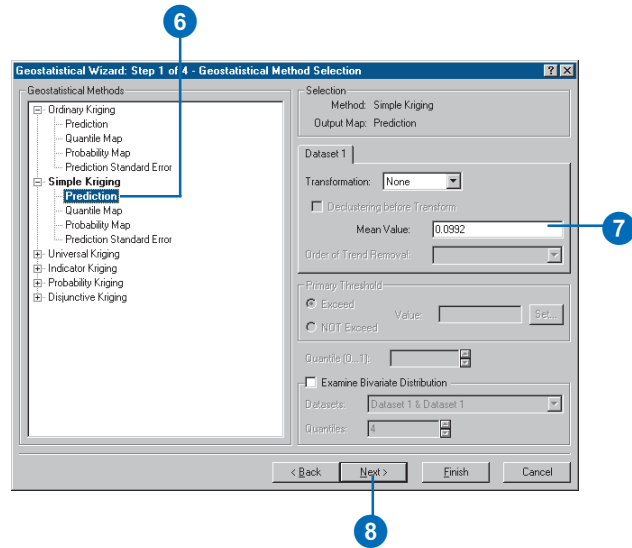 6
Geostatistical Wizard: Step 1 of 4 - Geostatistical Method Selection
Geostatistical Methods
Ordinary Kriging
Prediction
Quantile Map
Probability Map
Prediction Standard Error
Simple Kriging
Prediction
Quantile Map
Probability Map
Prediction Standard Error
Universal Kriging
Indicator Kriging
Probability Kriging
Disjunctive Kriging
Selection
Method: Simple Kriging
Output Map: Prediction
Dataset 1
Transformation: None
Declustering before Transform
Mean Value: 0.0992
7
Order of Trend Removal:
Primary Threshold
Exceed
NOT Exceed
Value:
Set...
Quantile (0...1):
Examine Bivariate Distribution
Datasets: Dataset 1 & Dataset 1
Quantiles: 4
< Back
Next >
Finish
Cancel
8